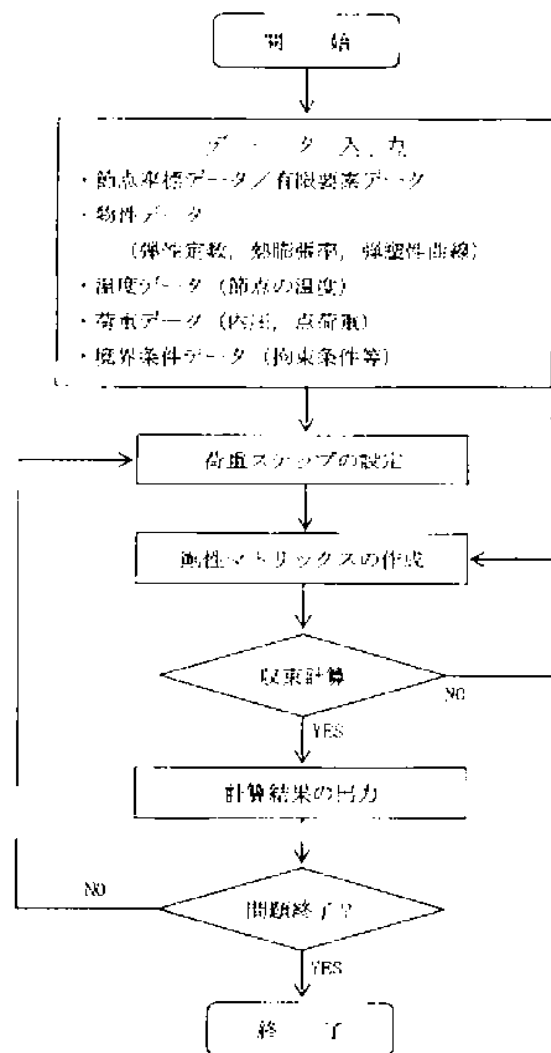 開 始
データ入力
・節点座標データ／有限要素データ
・物性データ
(弾性定数, 熱膨張率, 弾塑性曲線)
・温度データ (節点の温度)
・荷重データ (内圧, 点荷重)
・境界条件データ (拘束条件等)
荷重ステップの設定
剛性マトリックスの作成
収束計算
NO
YES
計算結果の出力
NO
問題終了?
YES
終 了